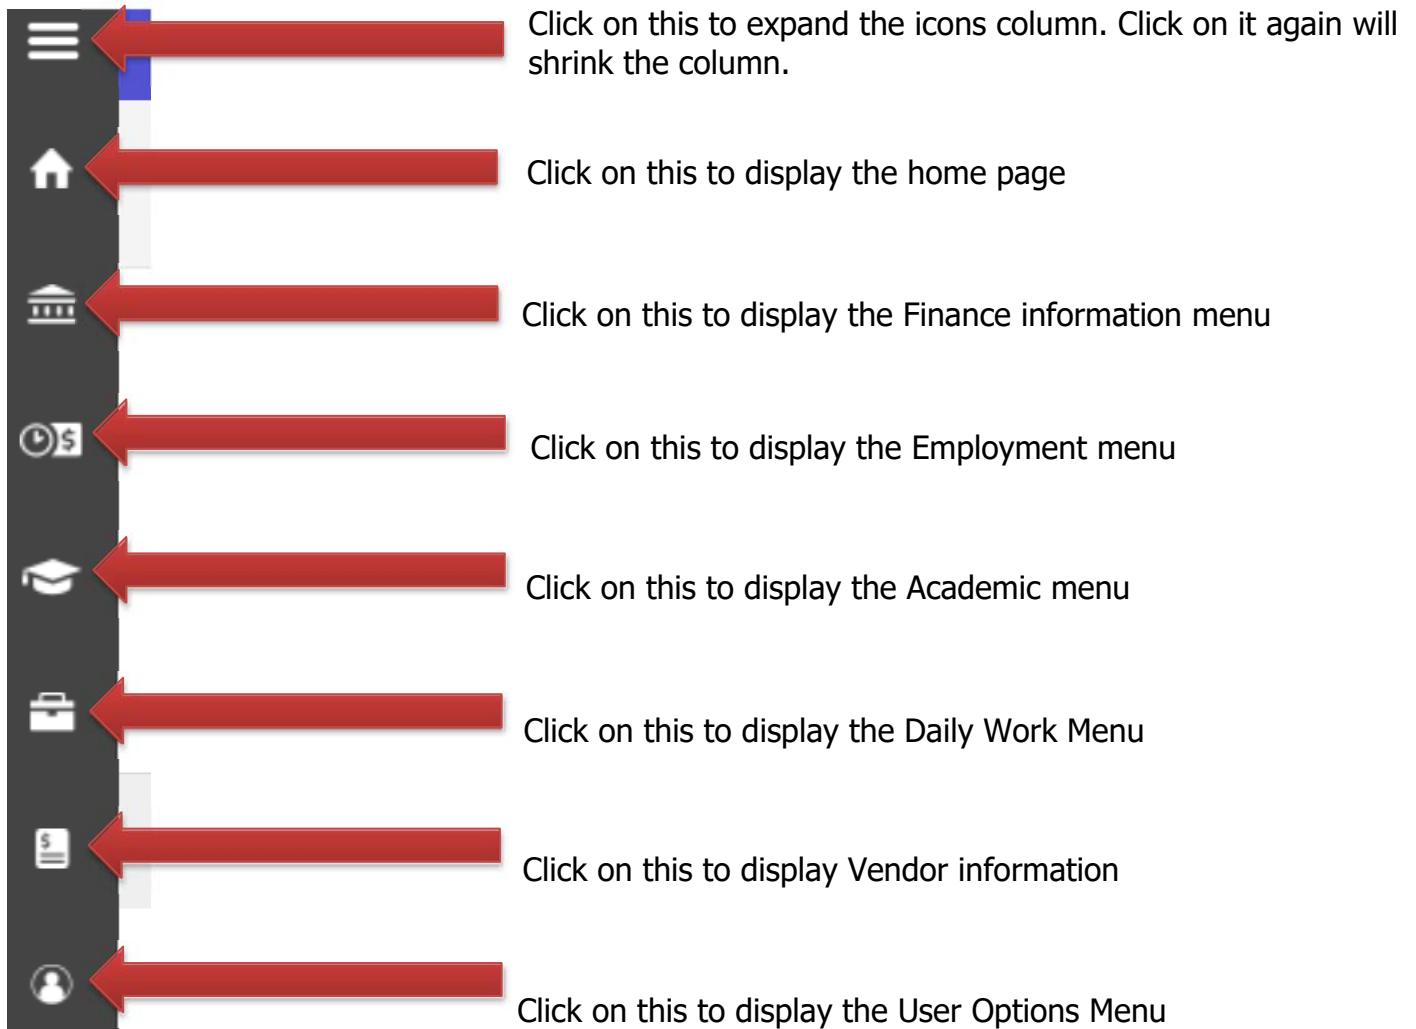 Click on this to expand the icons column. Click on it again will
shrink the column.
Click on this to display the home page
Click on this to display the Finance information menu
$
Click on this to display the Employment menu
Click on this to display the Academic menu
Click on this to display the Daily Work Menu
$
Click on this to display Vendor information
Click on this to display the User Options Menu